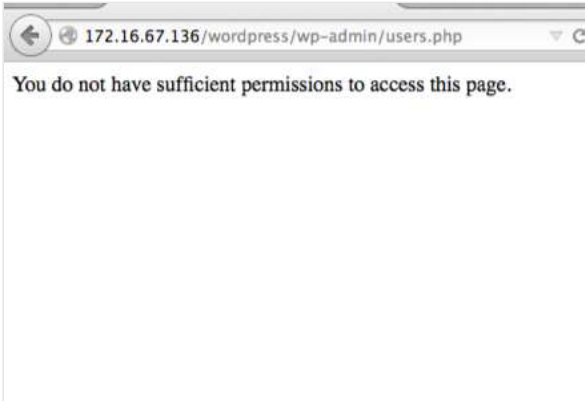 172.16.67.136/wordpress/wp-admin/users.php
You do not have sufficient permissions to access this page.